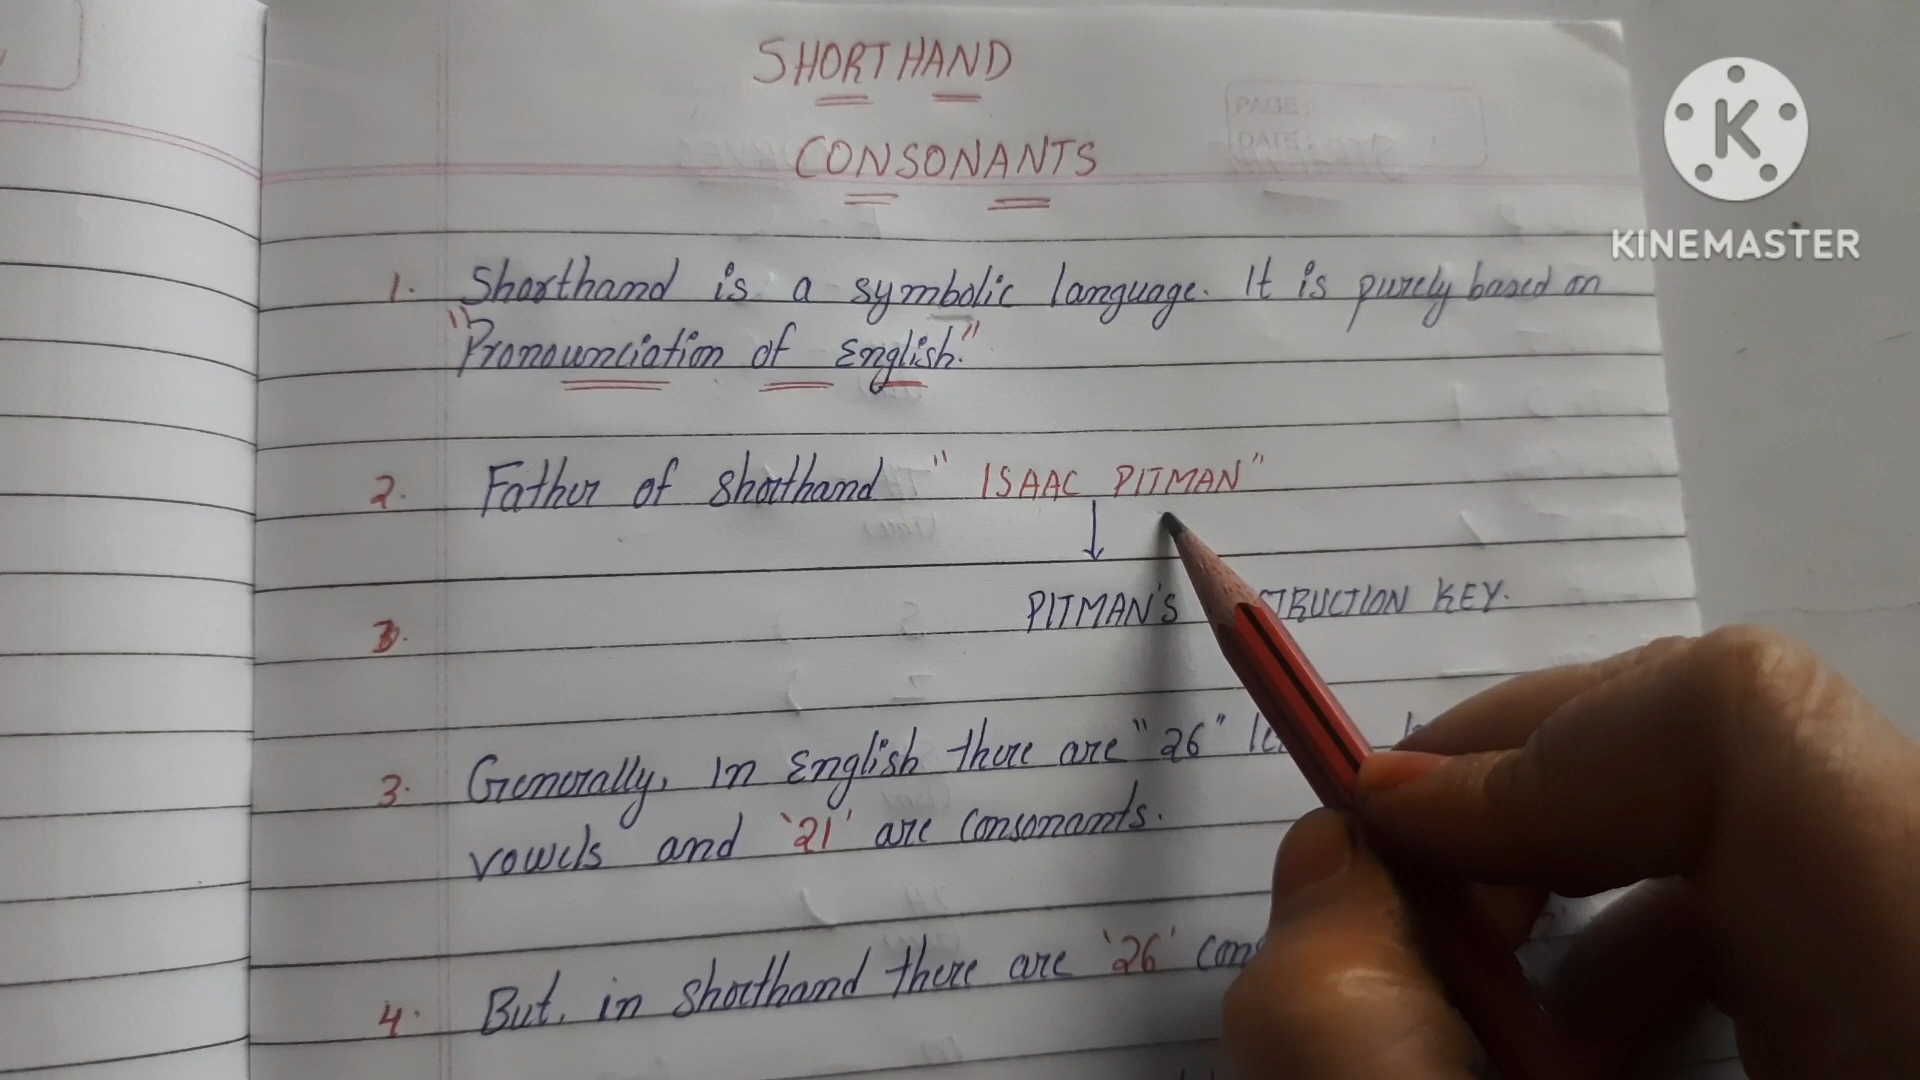 SHORTHAND
CONSONANTS
PAGE:
DATE:
K
KINEMASTER
1. Shorthand is a symbolic language. It is purely based on
"Pronounciation of English."
2. Father of shorthand "ISAAC PITMAN"
PITMAN'S KEY.
3.
3. Generally, in English there are "26"
vowels and '21' are consonants.
4. But, in shorthand there are '26'